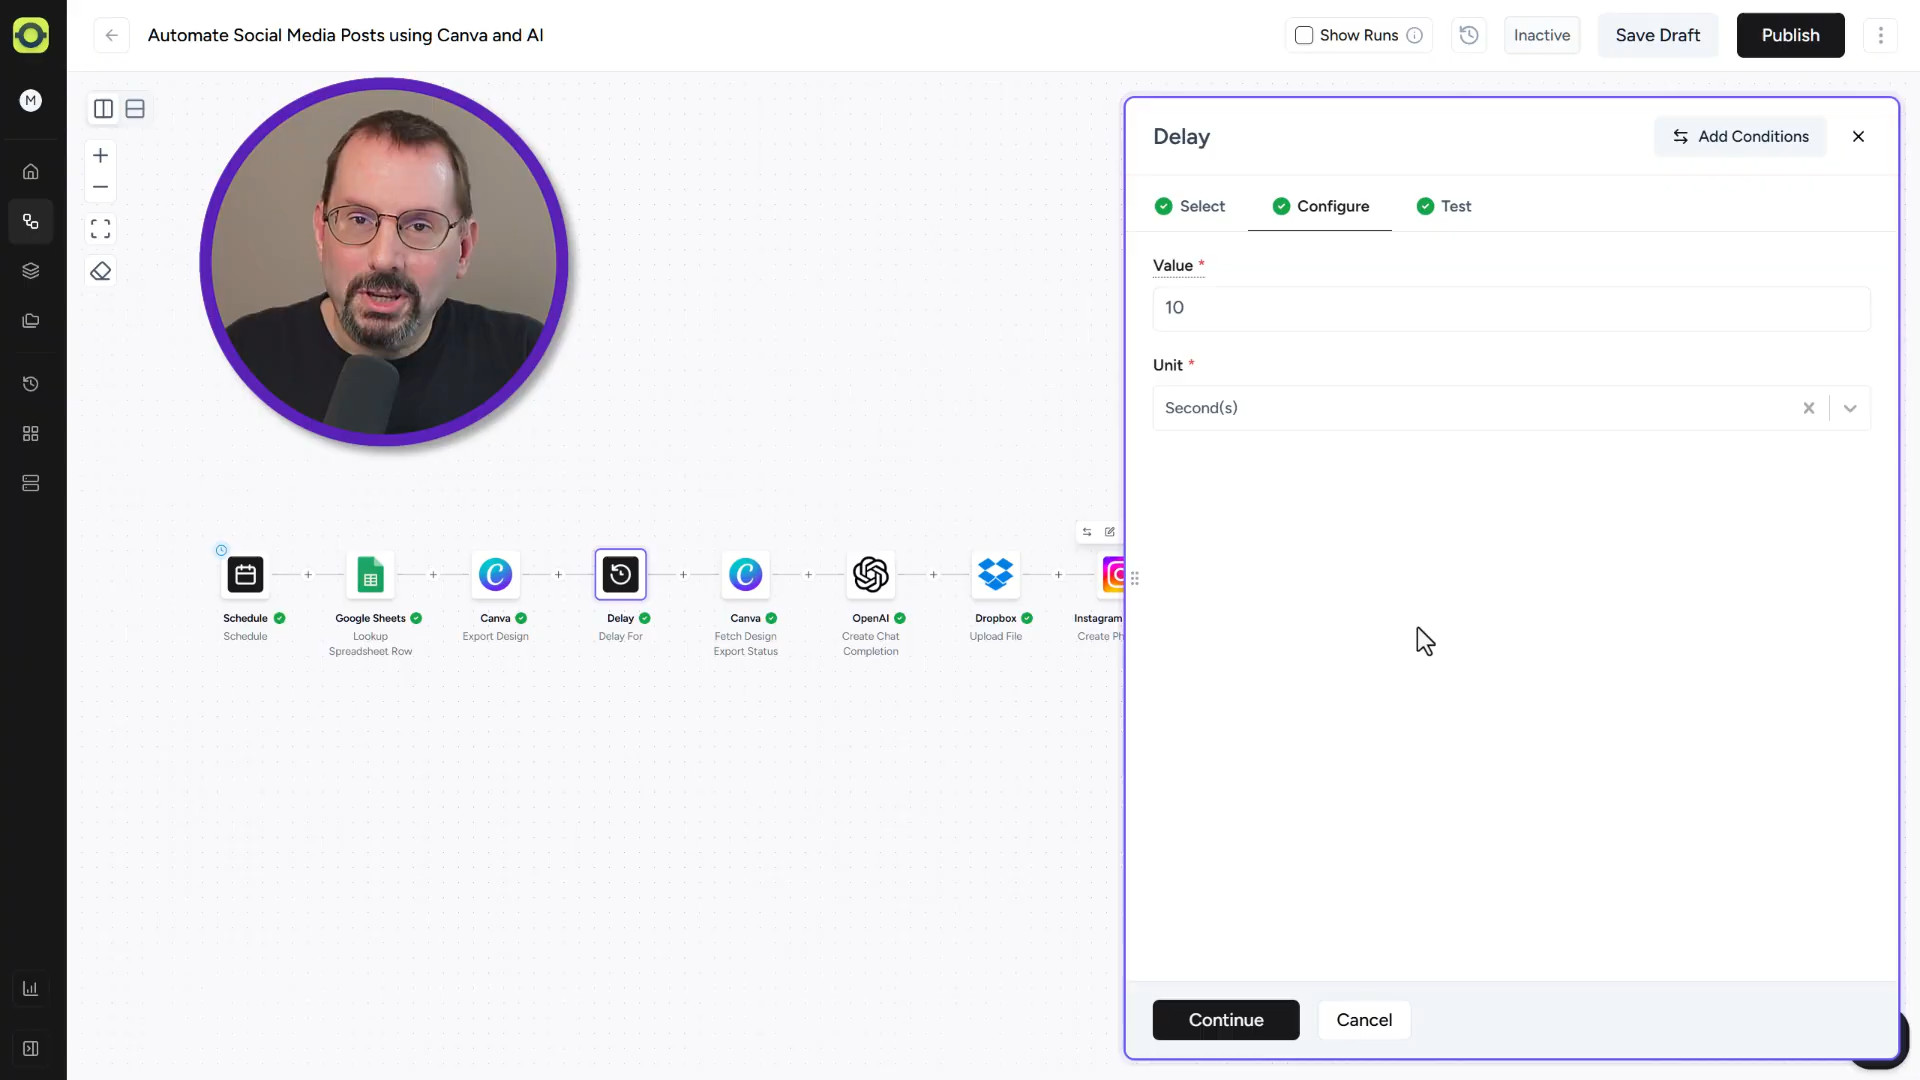 Automate Social Media Posts using Canva and AI
Show Runs
Inactive
Save Draft
Publish
M
Delay
Add Conditions
Select
Configure
Test
Value *
10
Unit *
Second(s)
Schedule
Schedule
Google Sheets
Lookup
Spreadsheet Row
Canva
Export Design
Delay
Delay For
Canva
Fetch Design
Export Status
OpenAI
Create Chat
Completion
Dropbox
Upload File
Instagram
Create Ph
Continue
Cancel